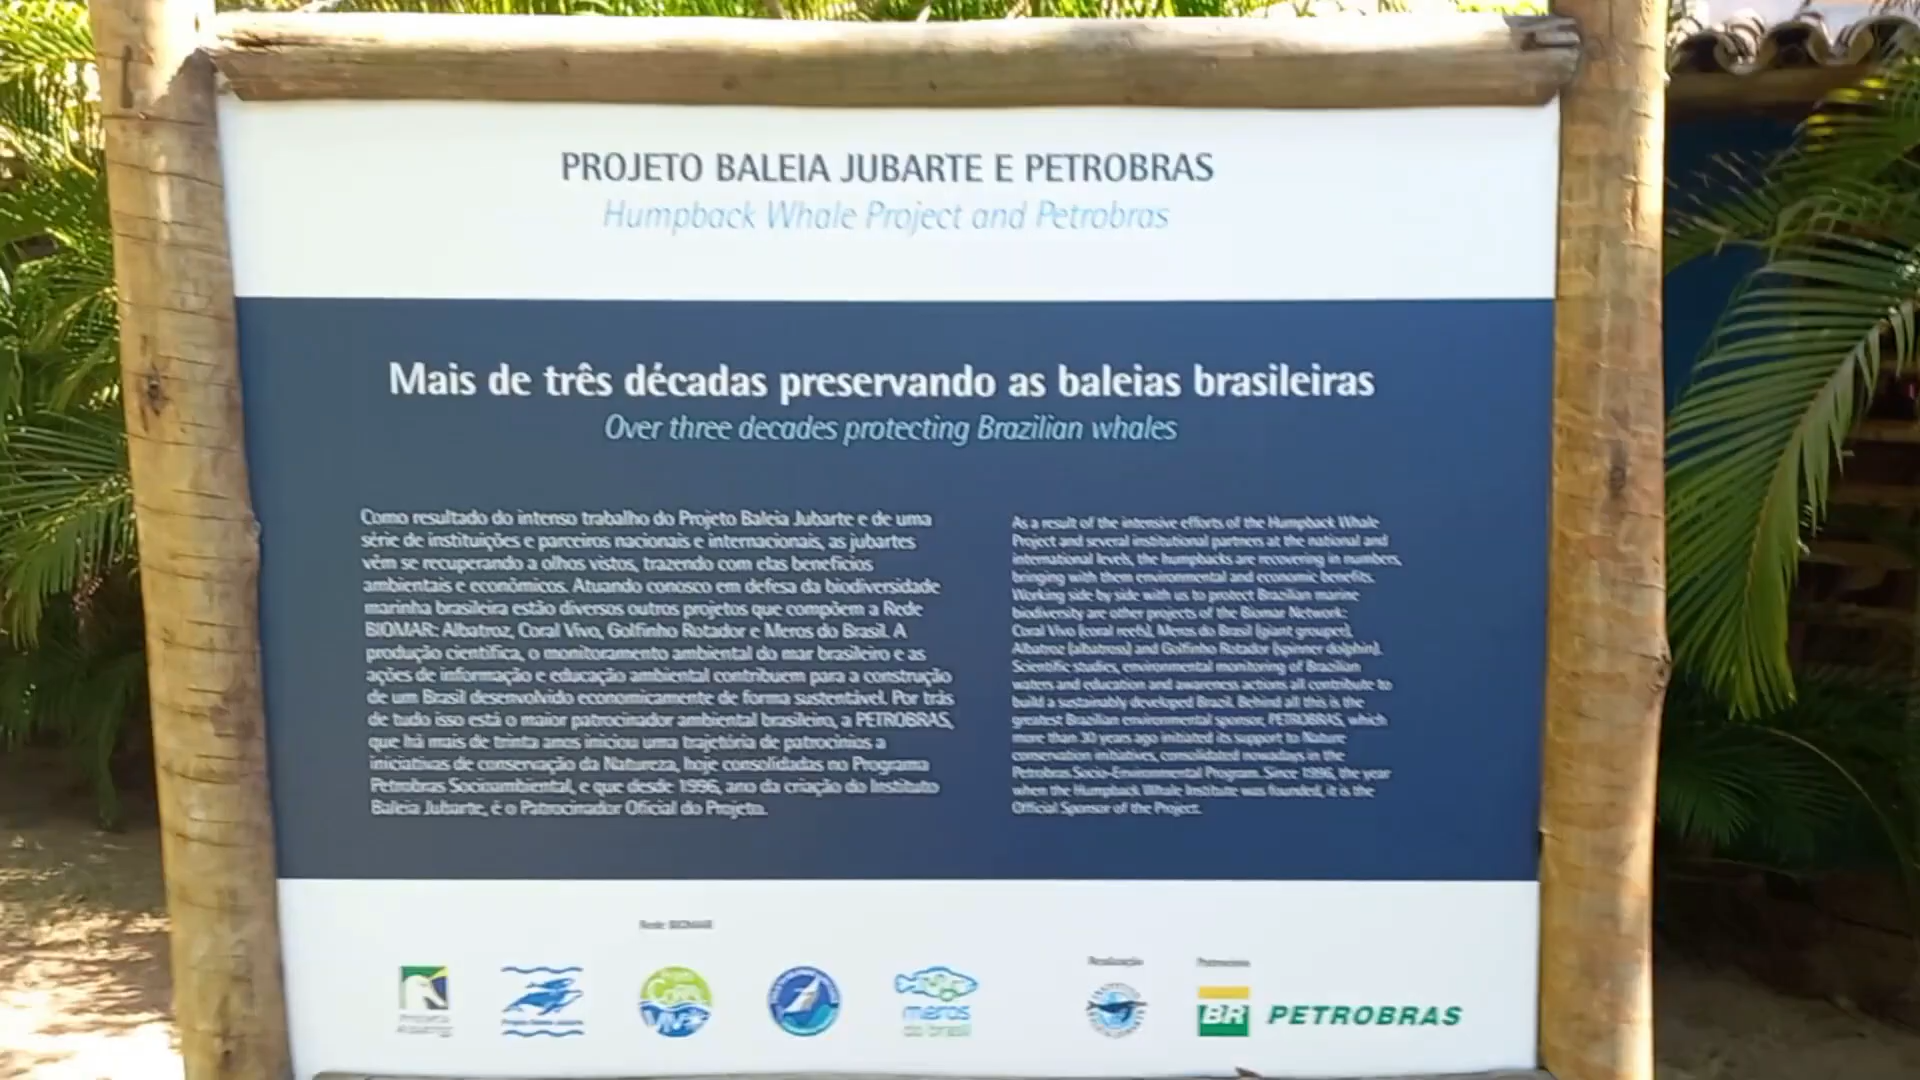 PROJETO BALEIA JUBARTE E PETROBRAS
Humpback Whale Project and Petrobras
Mais de três décadas preservando as baleias brasileiras
Over three decades protecting Brazilian whales
Como resultado do intenso trabalho do Projeto Baleia Jubarte e de uma
série de instituições e parceiros nacionais e internacionais, as jubartes
vêm se recuperando a olhos vistos, trazendo com elas benefícios
ambientais e econômicos. Atuando conosco em defesa da biodiversidade
marinha brasileira estão diversos outros projetos que compõem a Rede
BIOMAR: Albatroz, Coral Vivo, Golfinho Rotador e Meros do Brasil. A
produção científica, o monitoramento ambiental do mar brasileiro e as
ações de informação e educação ambiental contribuem para a construção
de um Brasil desenvolvido economicamente de forma sustentável. Por trás
de tudo isso está o maior patrocinador ambiental brasileiro, a PETROBRAS,
que há mais de trinta anos iniciou uma trajetória de patrocínios a
iniciativas de conservação da Natureza, hoje consolidadas no Programa
Petrobras Socioambiental, e que desde 1996, ano da criação do Instituto
Baleia Jubarte, é o Patrocinador Oficial do Projeto.
As a result of the intensive efforts of the Humpback Whale
Project and several institutional partners at the national and
international levels, the humpbacks are recovering in numbers,
bringing with them environmental and economic benefits.
Working side by side with us to protect Brazilian marine
biodiversity are other projects of the Biomar Network:
Coral Vivo (coral reefs), Meros do Brasil (giant grouper),
Albatroz (albatross) and Golfinho Rotador (spinner dolphin).
Scientific studies, environmental monitoring of Brazilian
waters and education and awareness actions all contribute to
build a sustainably developed Brazil. Behind all this is the
greatest Brazilian environmental sponsor, PETROBRAS, which
more than 30 years ago initiated its support to Nature
conservation initiatives, consolidated nowadays in the
Petrobras Socio-Environmental Program. Since 1996, the year
when the Humpback Whale Institute was founded, it is the
Official Sponsor of the Project.
Rede BIOMAR
Realização
Patrocínio
Coral
VIVO
meros
do brasil
BR PETROBRAS